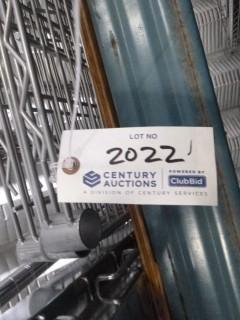 LOT NO
2022
CENTURY
AUCTIONS
POWERED BY
ClubBid
A DIVISION OF CENTURY SERVICES